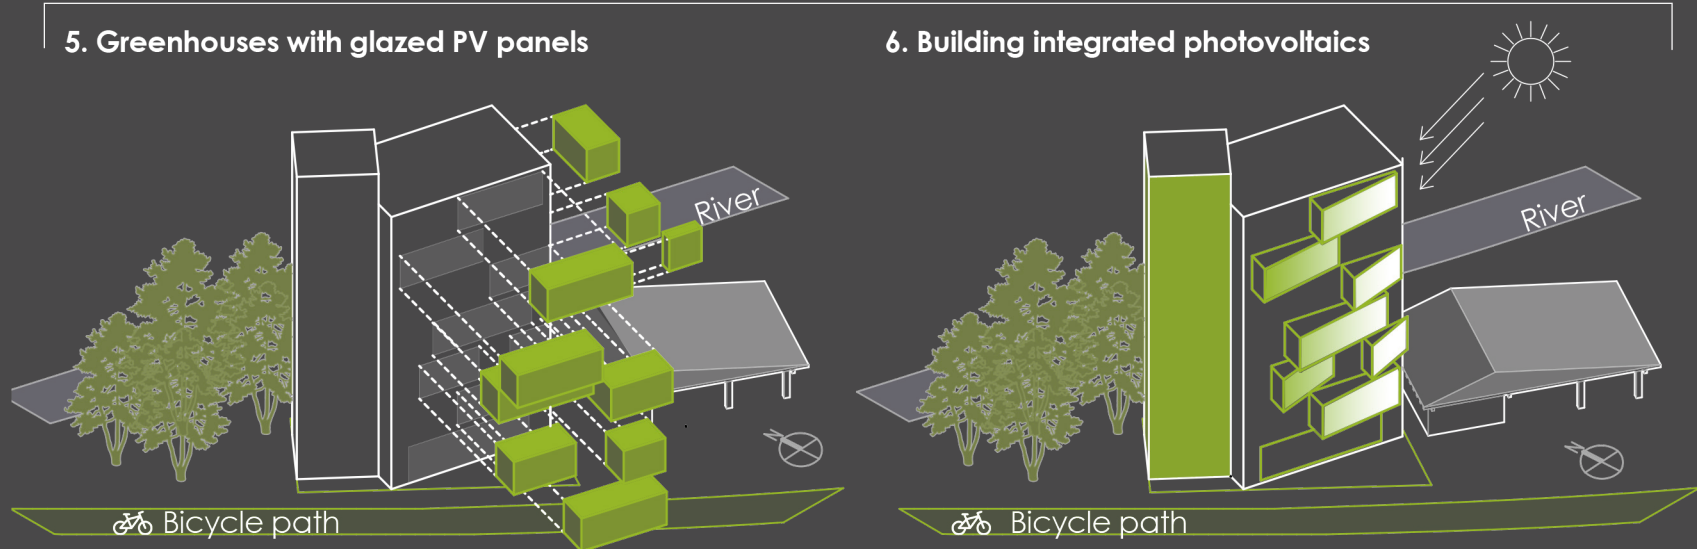 5. Greenhouses with glazed PV panels
6. Building integrated photovoltaics
River
River
Bicycle path
Bicycle path